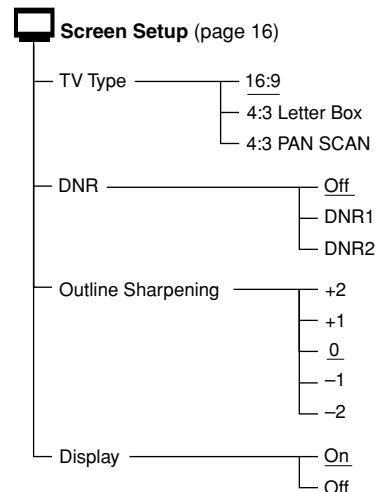 Screen Setup (page 16)
TV Type
16:9
4:3 Letter Box
4:3 PAN SCAN
DNR
Off
DNR1
DNR2
Outline Sharpening
+2
+1
0
–1
–2
Display
On
Off